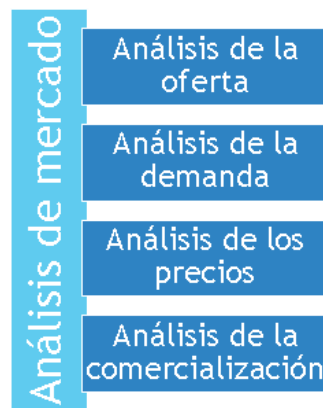 Análisis de mercado
Análisis de la
oferta
Análisis de la
demanda
Análisis de los
precios
Análisis de la
comercialización